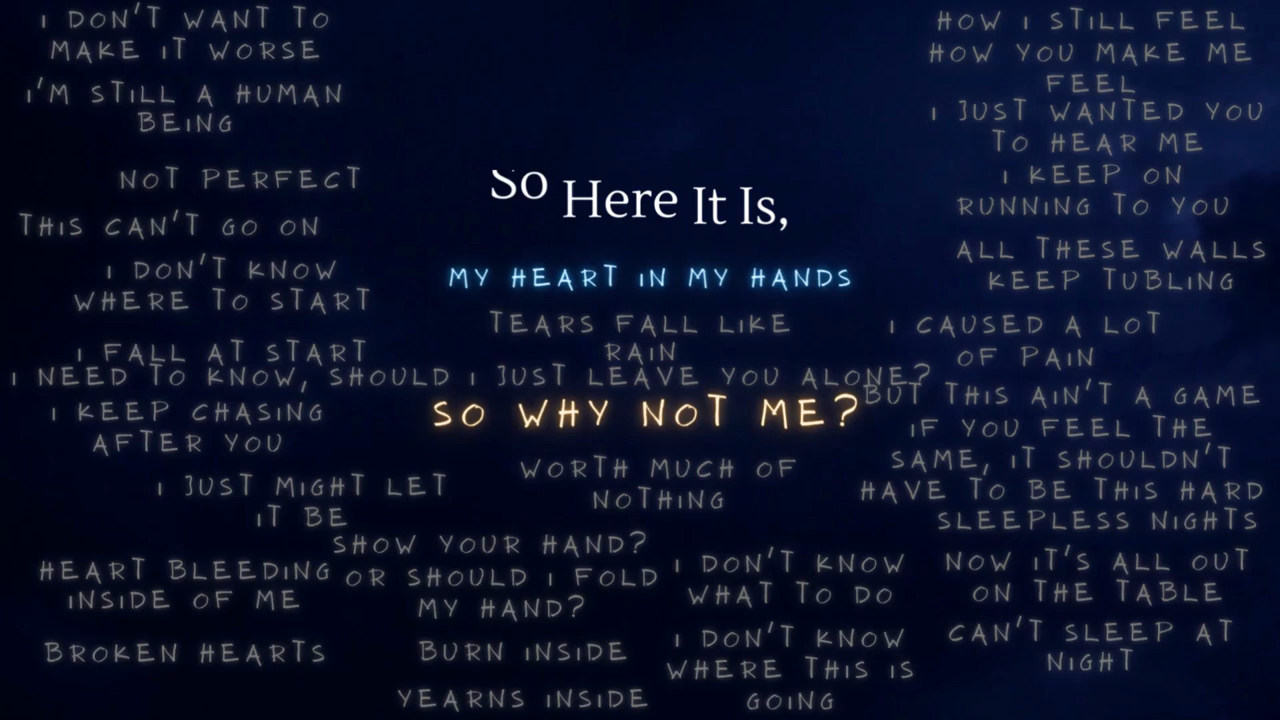 I DON'T WANT TO
MAKE IT WORSE
I'M STILL A HUMAN
BEING
NOT PERFECT
THIS CAN'T GO ON
I DON'T KNOW
WHERE TO START
I FALL AT START
I NEED TO KNOW, SHOULD I JUST LEAVE YOU ALONE?
I KEEP CHASING
AFTER YOU
I JUST MIGHT LET
IT BE
HEART BLEEDING
INSIDE OF ME
BROKEN HEARTS
So Here It Is,
MY HEART IN MY HANDS
TEARS FALL LIKE
RAIN
SO WHY NOT ME?
WORTH MUCH OF
NOTHING
SHOW YOUR HAND?
OR SHOULD I FOLD
MY HAND?
BURN INSIDE
YEARNS INSIDE
I DON'T KNOW
WHAT TO DO
I DON'T KNOW
WHERE THIS IS
GOING
HOW I STILL FEEL
HOW YOU MAKE ME
FEEL
I JUST WANTED YOU
TO HEAR ME
I KEEP ON
RUNNING TO YOU
ALL THESE WALLS
KEEP TUBLING
I CAUSED A LOT
OF PAIN
BUT THIS AIN'T A GAME
IF YOU FEEL THE
SAME, IT SHOULDN'T
HAVE TO BE THIS HARD
SLEEPLESS NIGHTS
NOW IT'S ALL OUT
ON THE TABLE
CAN'T SLEEP AT
NIGHT